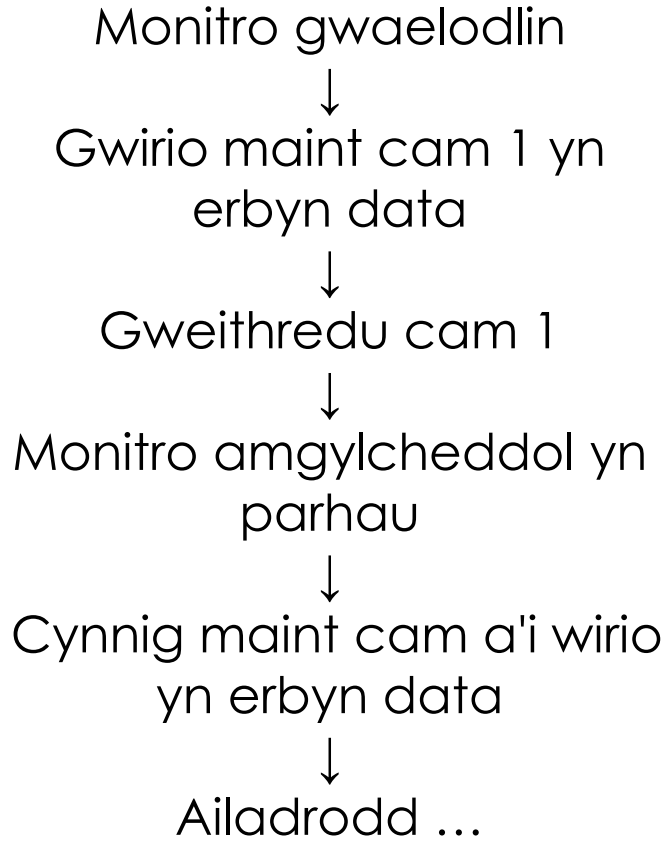 Monitro gwaelodlin
↓
Gwirio maint cam 1 yn
erbyn data
↓
Gweithredu cam 1
↓
Monitro amgylcheddol yn
parhau
↓
Cynnig maint cam a'i wirio
yn erbyn data
↓
Ailadrodd ...